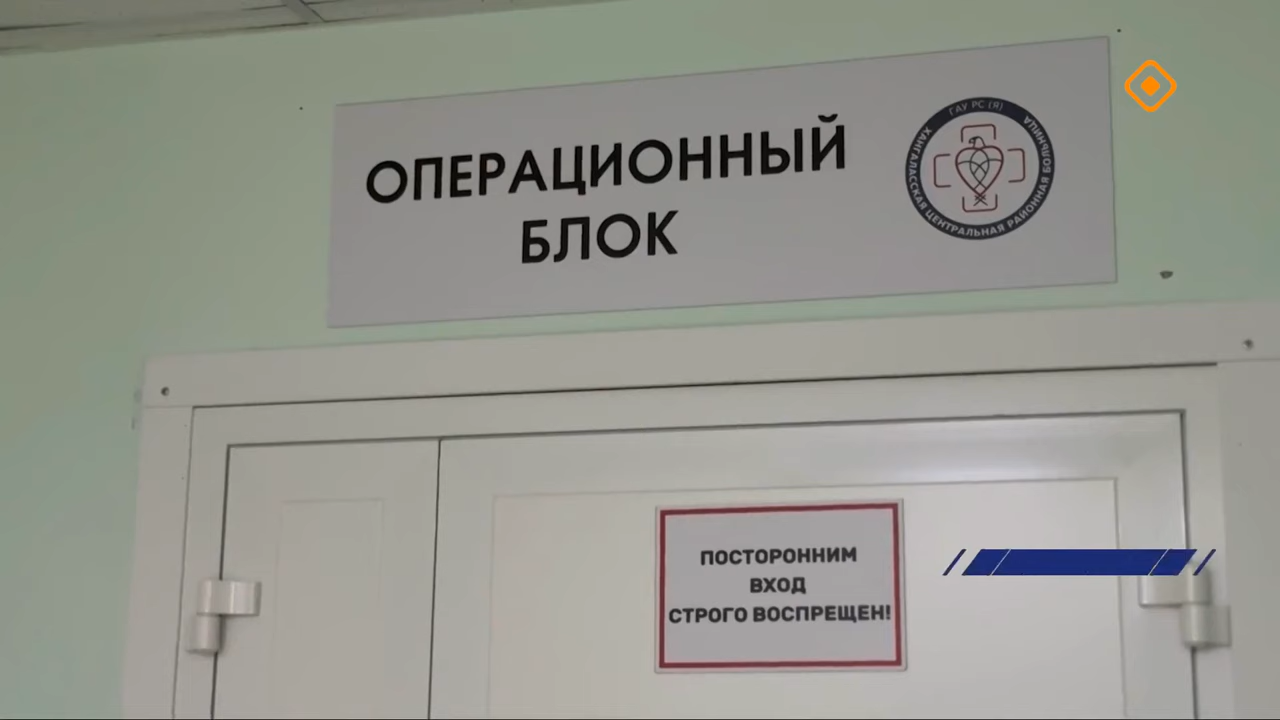 ОПЕРАЦИОННЫЙ
БЛОК
ГАУ РС (Я)
ХАНГАЛАССКАЯ ЦЕНТРАЛЬНАЯ РАЙОННАЯ БОЛЬНИЦА
ПОСТОРОННИМ
ВХОД
СТРОГО ВОСПРЕЩЕН!